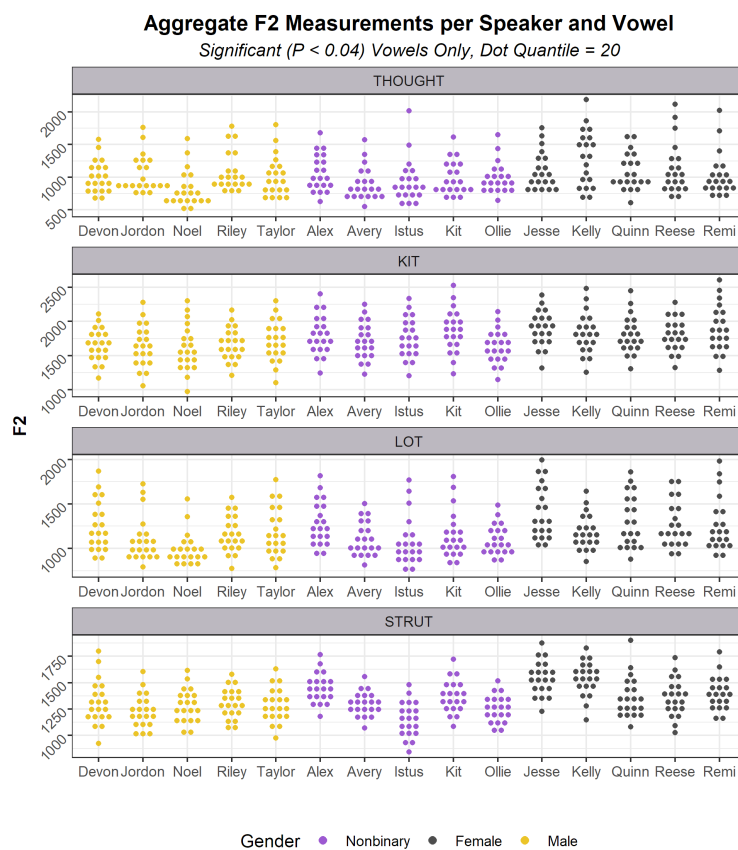 Aggregate F2 Measurements per Speaker and Vowel
Significant (P < 0.04) Vowels Only, Dot Quantile = 20
THOUGHT
2000
1500
1000
500
Devon Jordon Noel Riley Taylor Alex Avery Istus Kit Ollie Jesse Kelly Quinn Reese Remi
KIT
2500
2000
1500
1000
Devon Jordon Noel Riley Taylor Alex Avery Istus Kit Ollie Jesse Kelly Quinn Reese Remi
F2
LOT
2000
1500
1000
Devon Jordon Noel Riley Taylor Alex Avery Istus Kit Ollie Jesse Kelly Quinn Reese Remi
STRUT
1750
1500
1250
1000
Devon Jordon Noel Riley Taylor Alex Avery Istus Kit Ollie Jesse Kelly Quinn Reese Remi
Gender Nonbinary Female Male